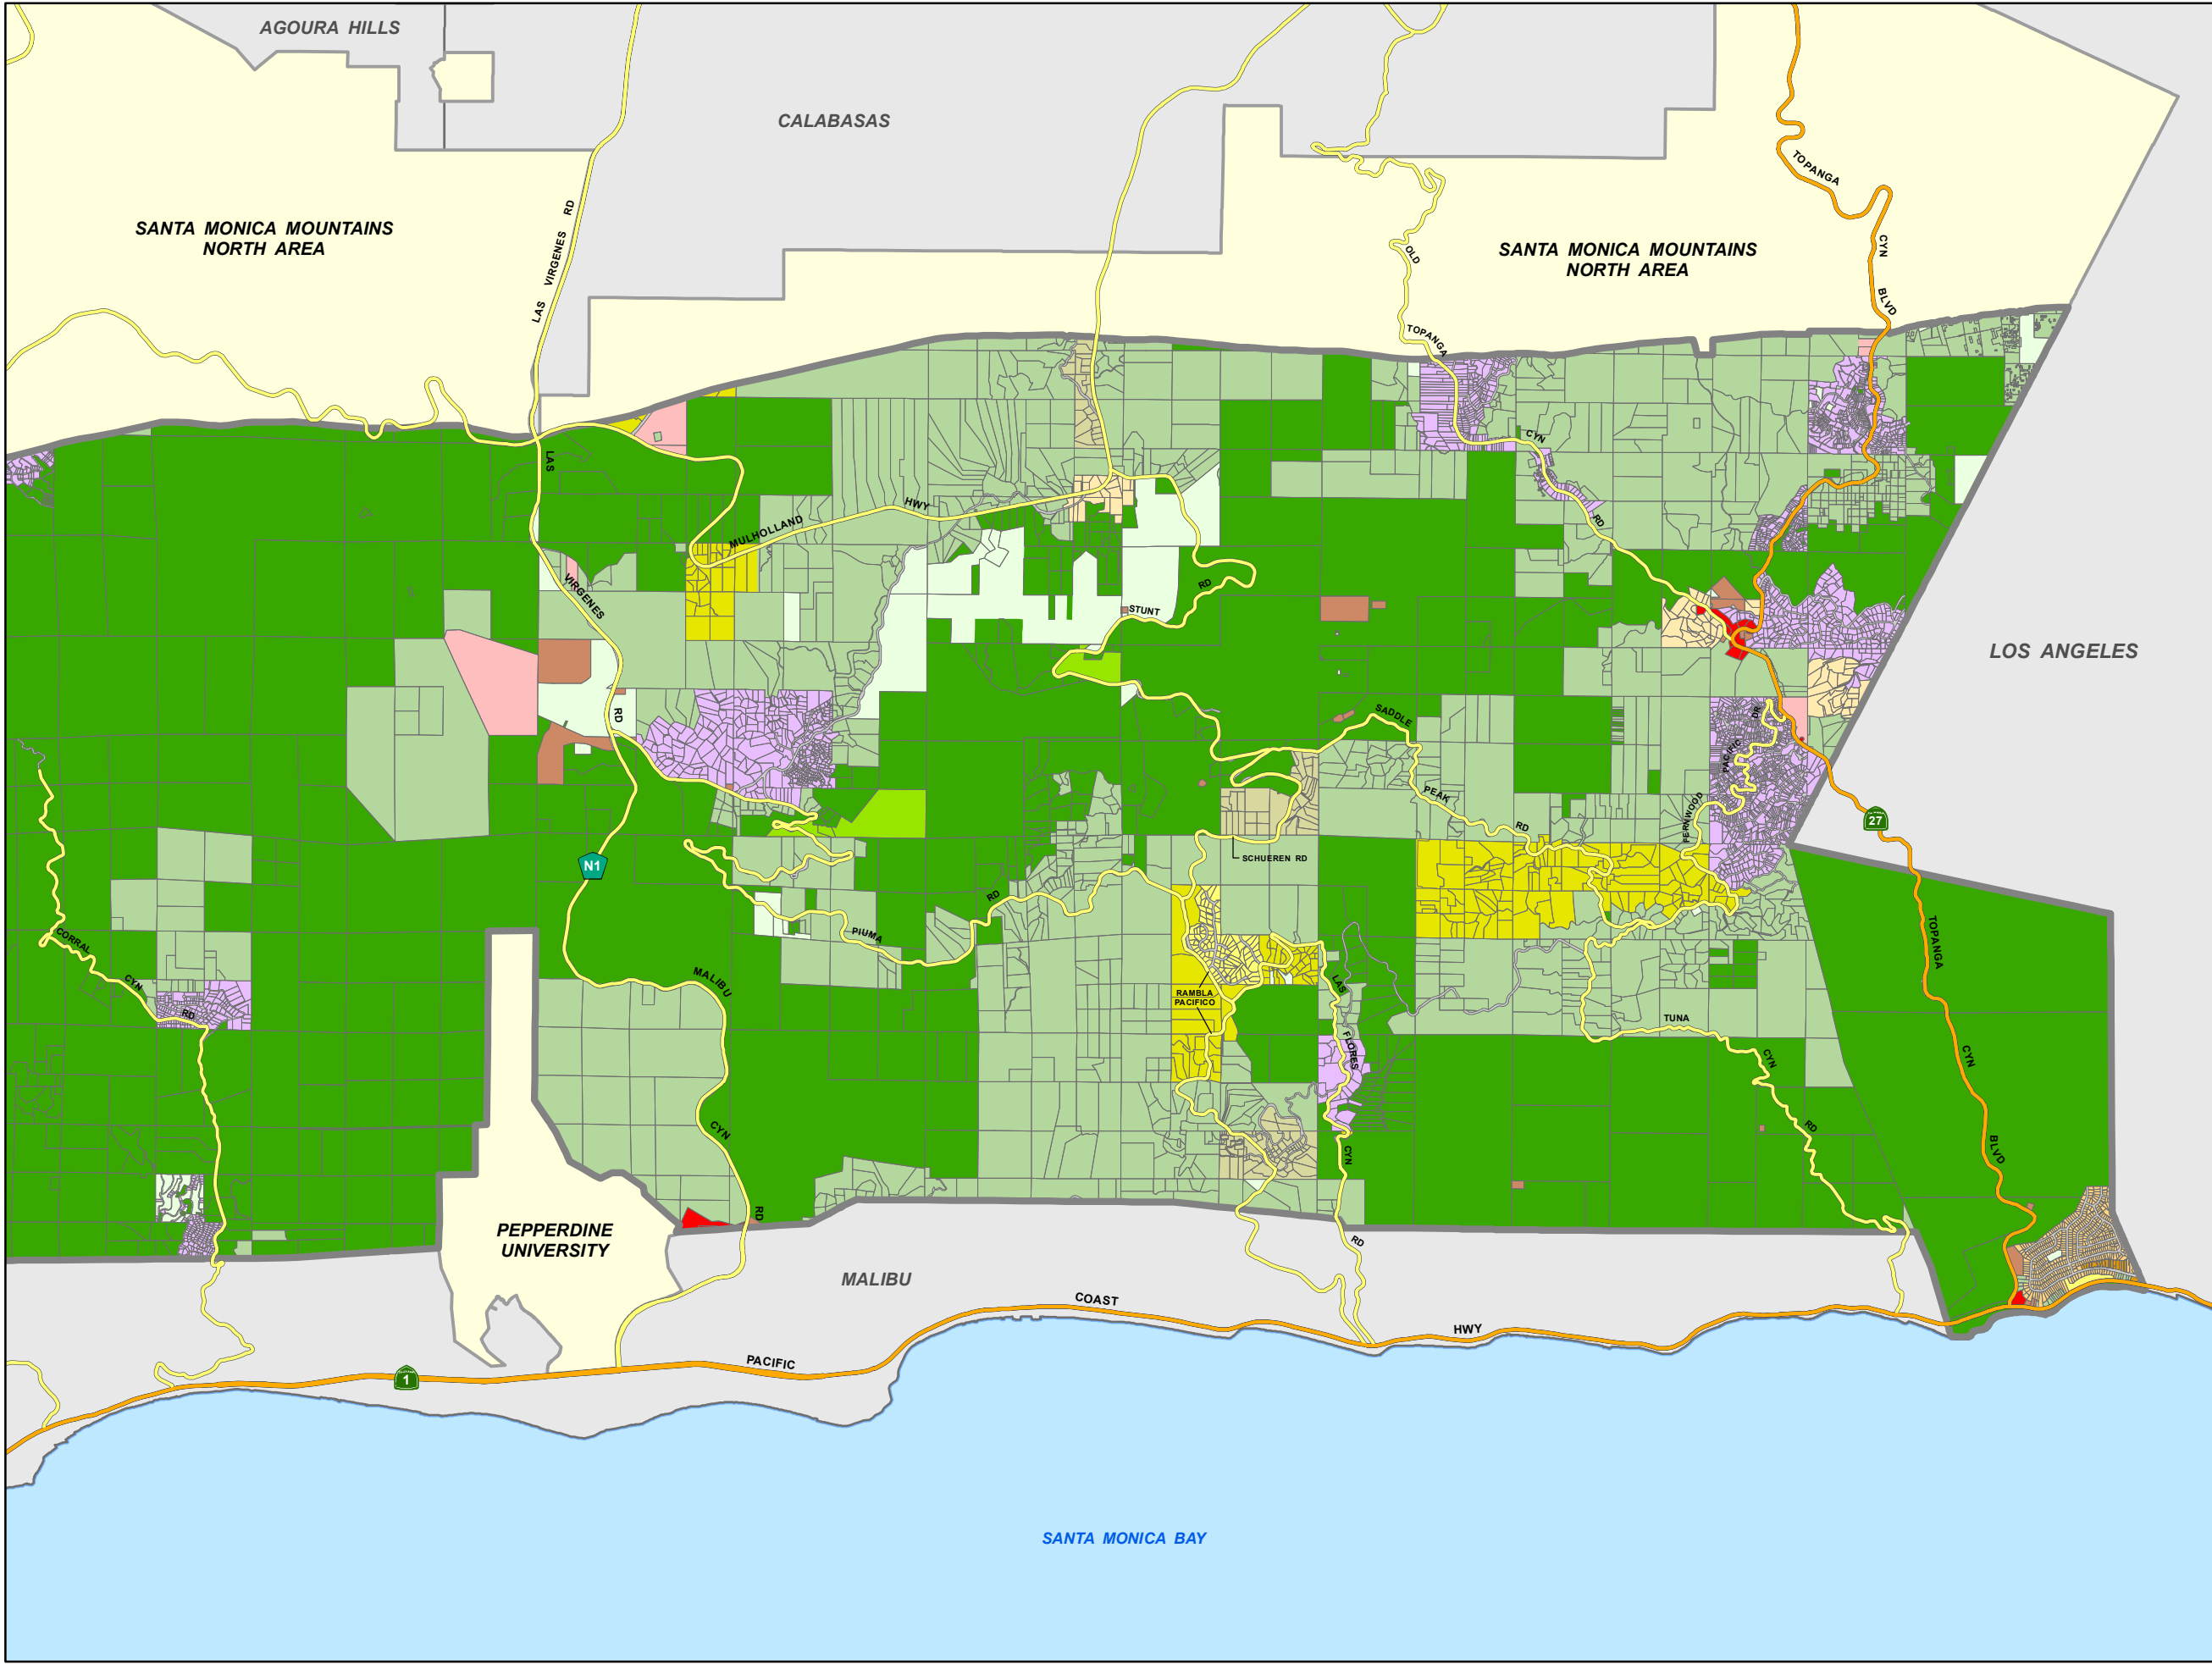 AGOURA HILLS
CALABASAS
TOPANGA
SANTA MONICA MOUNTAINS
NORTH AREA
LAS VIRGENES RD
OLD
SANTA MONICA MOUNTAINS
NORTH AREA
CYN
BLVD
TOPANGA
CYN
LAS
HWY
MULHOLLAND
RD
RD
VIRGENES
STUNT
LOS ANGELES
RD
SADDLE
DR
PACIFIC
PEAK
RD
FERNWOOD
27
SCHUEREN RD
N1
RD
PIUMA
CORRAL
CYN
RD
MALIBU
LAS
RAMBLA
PACIFICO
TOPANGA
TUNA
FLORES
CYN
CYN
CYN
RD
BLVD
CYN
RD
PEPPERDINE
UNIVERSITY
RD
MALIBU
COAST
HWY
PACIFIC
1
SANTA MONICA BAY